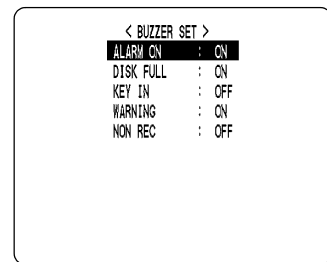 < BUZZER SET >
ALARM ON : ON
DISK FULL : ON
KEY IN : OFF
WARNING : ON
NON REC : OFF